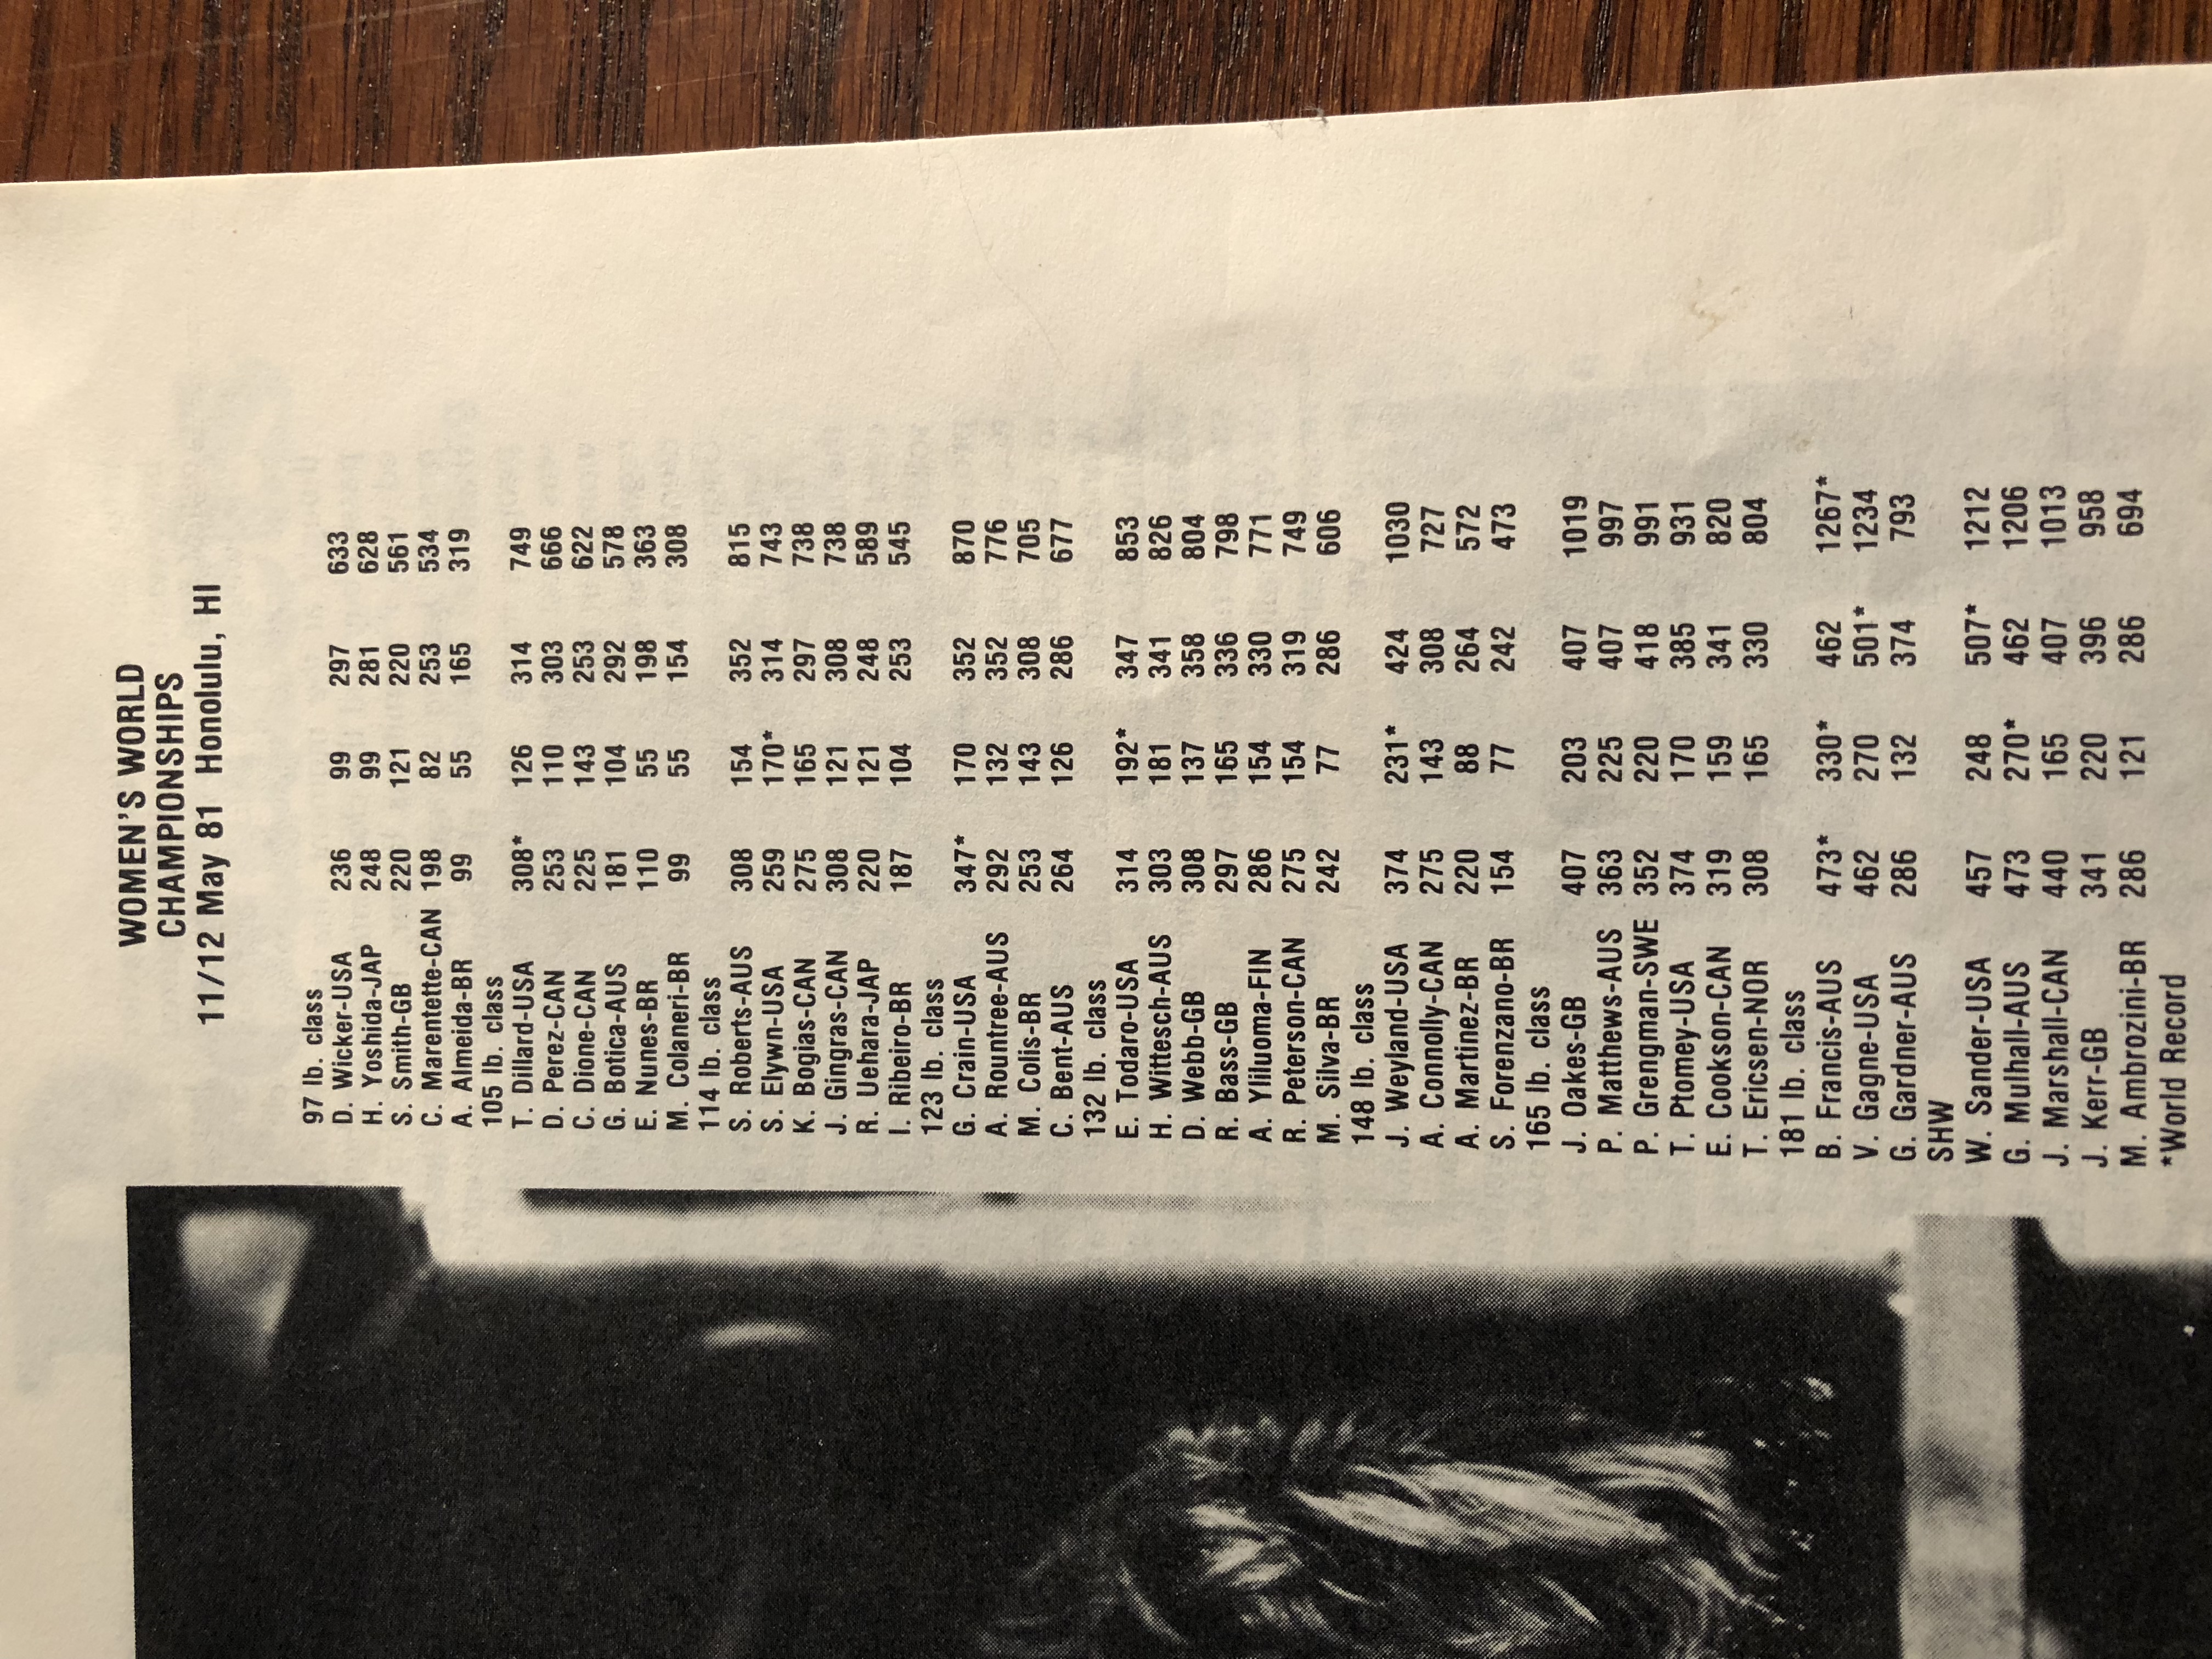 WOMEN'S WORLD
CHAMPIONSHIPS
11/12 May 81 Honolulu, HI
97 lb. class
D. Wicker-USA 236 99 297 633
H. Yoshida-JAP 248 99 281 628
S. Smith-GB 220 121 220 561
C. Marentette-CAN 198 82 253 534
A. Almeida-BR 99 55 165 319
105 lb. class
T. Dillard-USA 308* 126 314 749
D. Perez-CAN 253 110 303 666
C. Dione-CAN 225 143 253 622
G. Botica-AUS 181 104 292 578
E. Nunes-BR 110 55 198 363
M. Colaneri-BR 99 55 154 308
114 lb. class
S. Roberts-AUS 308 154 352 815
S. Elywn-USA 259 170* 314 743
K. Bogias-CAN 275 165 297 738
J. Gingras-CAN 308 121 308 738
R. Uehara-JAP 220 121 248 589
I. Ribeiro-BR 187 104 253 545
123 lb. class
G. Crain-USA 347* 170 352 870
A. Rountree-AUS 292 132 352 776
M. Colis-BR 253 143 308 705
C. Bent-AUS 264 126 286 677
132 lb. class
E. Todaro-USA 314 192* 347 853
H. Wittesch-AUS 303 181 341 826
D. Webb-GB 308 137 358 804
R. Bass-GB 297 165 336 798
A. Yliluoma-FIN 286 154 330 771
R. Peterson-CAN 275 154 319 749
M. Silva-BR 242 77 286 606
148 lb. class
J. Weyland-USA 374 231* 424 1030
A. Connolly-CAN 275 143 308 727
A. Martinez-BR 220 88 264 572
S. Forenzano-BR 154 77 242 473
165 lb. class
J. Oakes-GB 407 203 407 1019
P. Matthews-AUS 363 225 407 997
P. Grengman-SWE 352 220 418 991
T. Ptomey-USA 374 170 385 931
E. Cookson-CAN 319 159 341 820
T. Ericsen-NOR 308 165 330 804
181 lb. class
B. Francis-AUS 473* 330* 462 1267*
V. Gagne-USA 462 270 501* 1234
G. Gardner-AUS 286 132 374 793
SHW
W. Sander-USA 457 248 507* 1212
G. Mulhall-AUS 473 270* 462 1206
J. Marshall-CAN 440 165 407 1013
J. Kerr-GB 341 220 396 958
M. Ambrozini-BR 286 121 286 694
*World Record